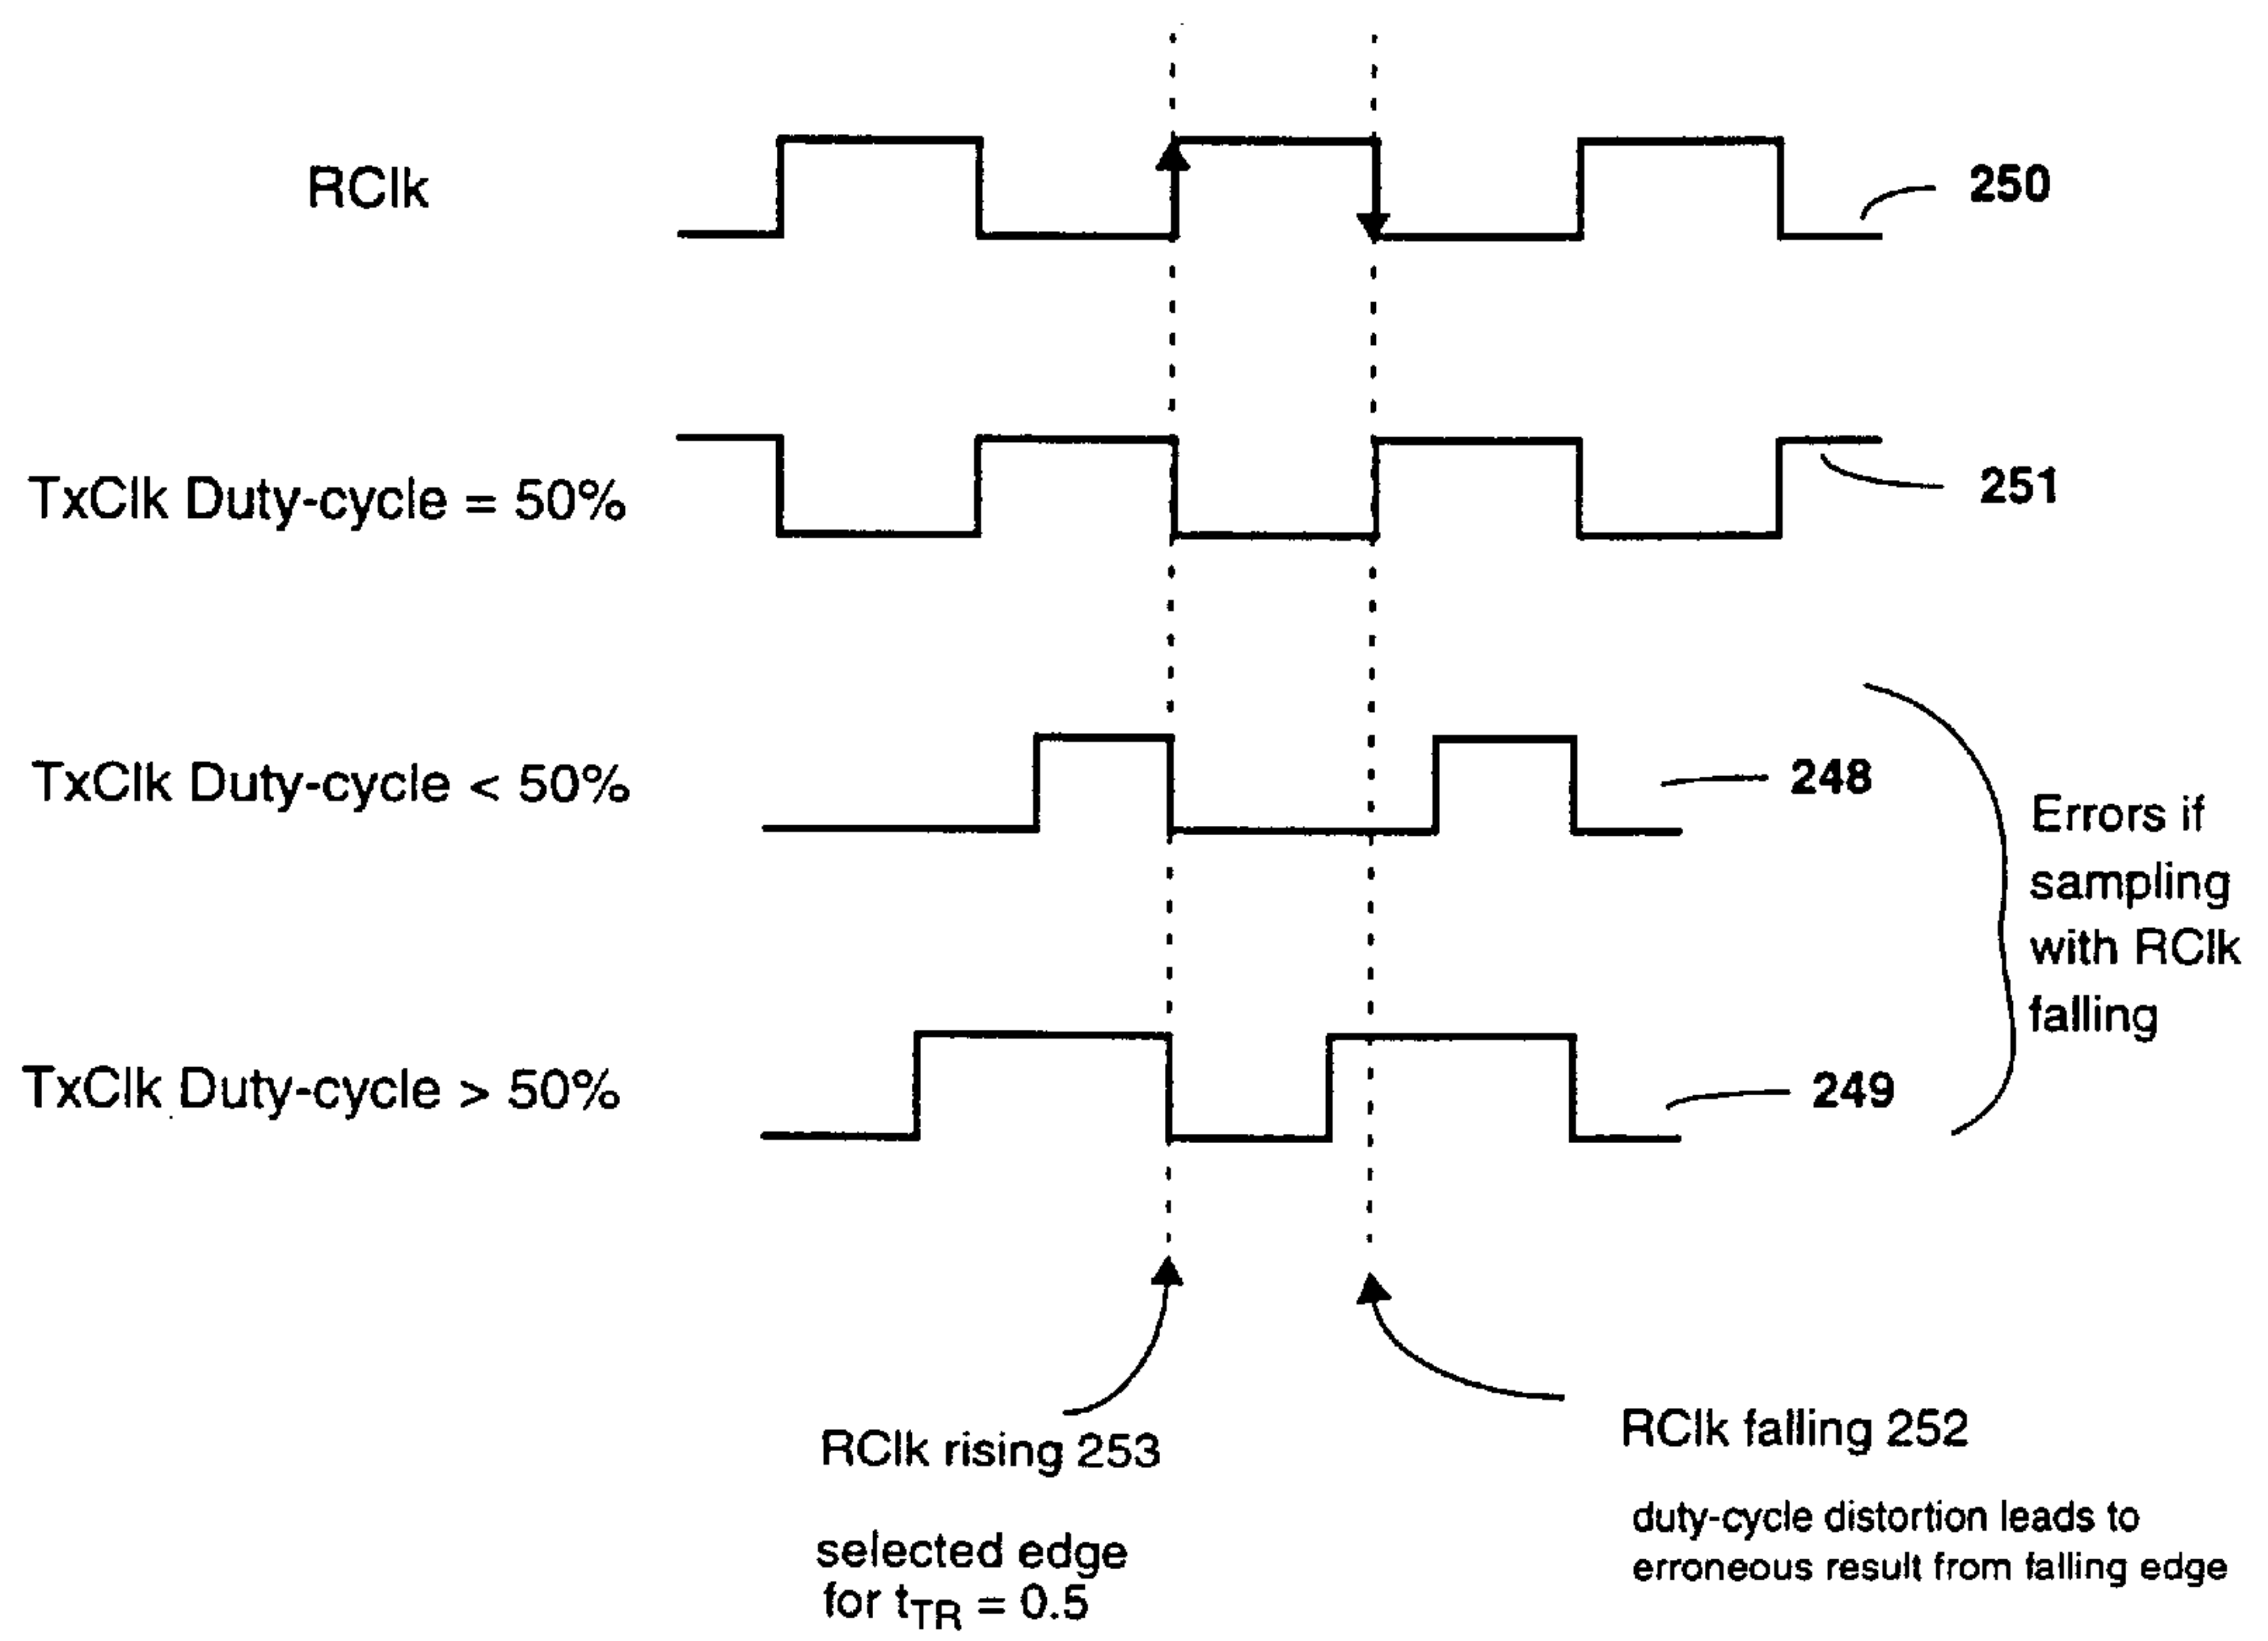 RClk
250
TxClk Duty-cycle = 50%
251
TxClk Duty-cycle < 50%
248
Errors if
sampling
with RClk
falling
TxClk Duty-cycle > 50%
249
RClk rising 253
selected edge
for tTR = 0.5
RClk falling 252
duty-cycle distortion leads to
erroneous result from falling edge